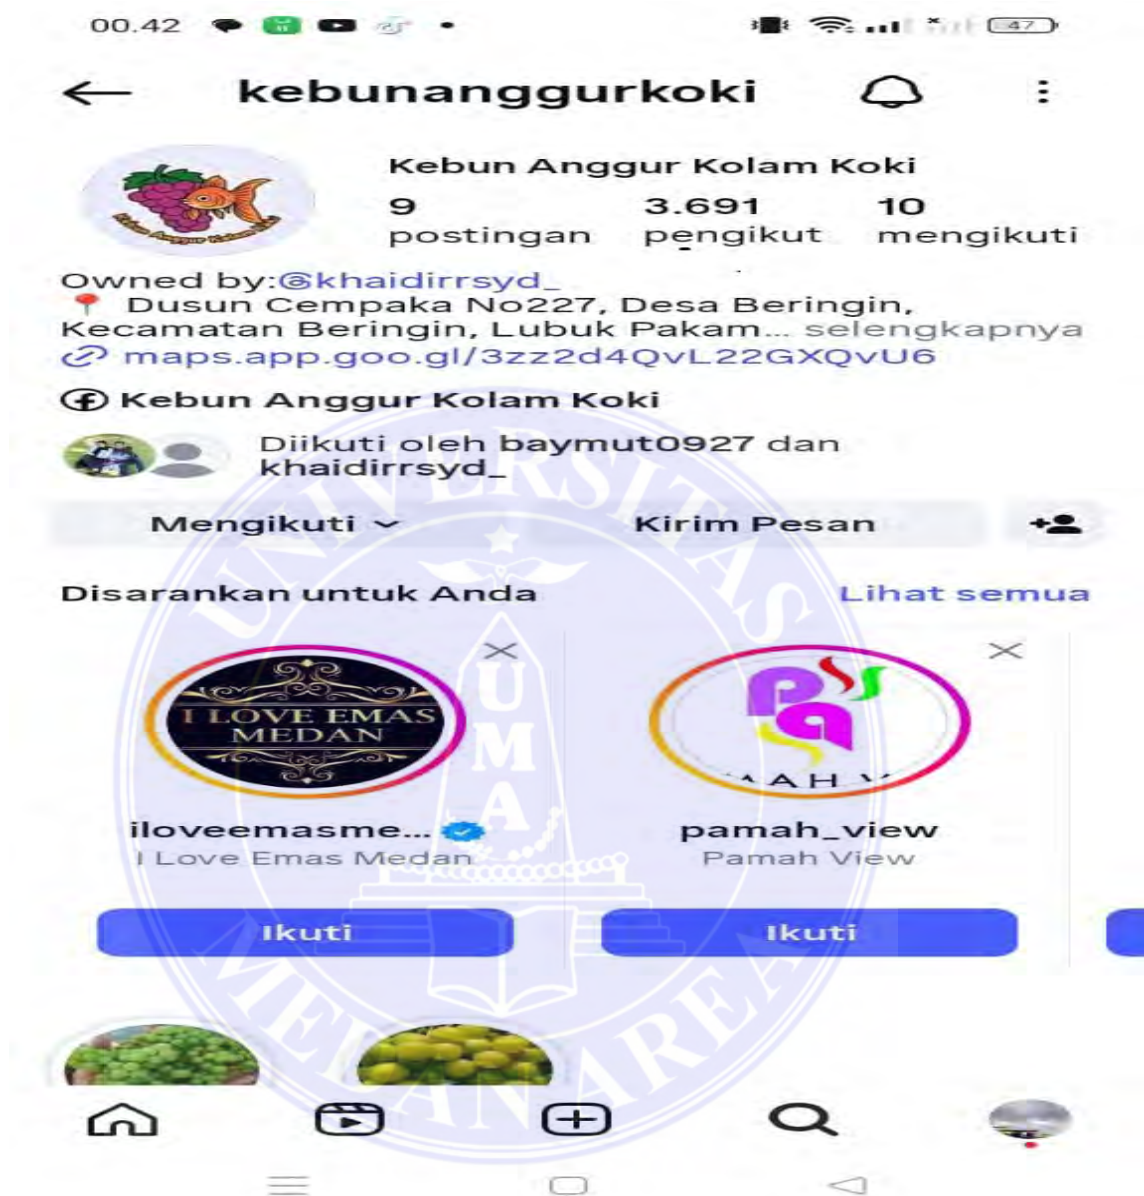 00.42
47
kebunanggurkoki
Kebun Anggur Kolam Koki
9 3.691 10
postingan pengikut mengikuti
Owned by:@khaidirrsyd_
Dusun Cempaka No227, Desa Beringin,
Kecamatan Beringin, Lubuk Pakam... selengkapnya
maps.app.goo.gl/3zz2d4QvL22GXQvU6
Kebun Anggur Kolam Koki
Diikuti oleh baymut0927 dan
khaidirrsyd_
Mengikuti Kirim Pesan
Disarankan untuk Anda Lihat semua
I LOVE EMAS
MEDAN
iloveemasme... pamah_view
I Love Emas Medan Pamah View
Ikuti Ikuti
UNIVERSITAS
UMA
MEDAN AREA